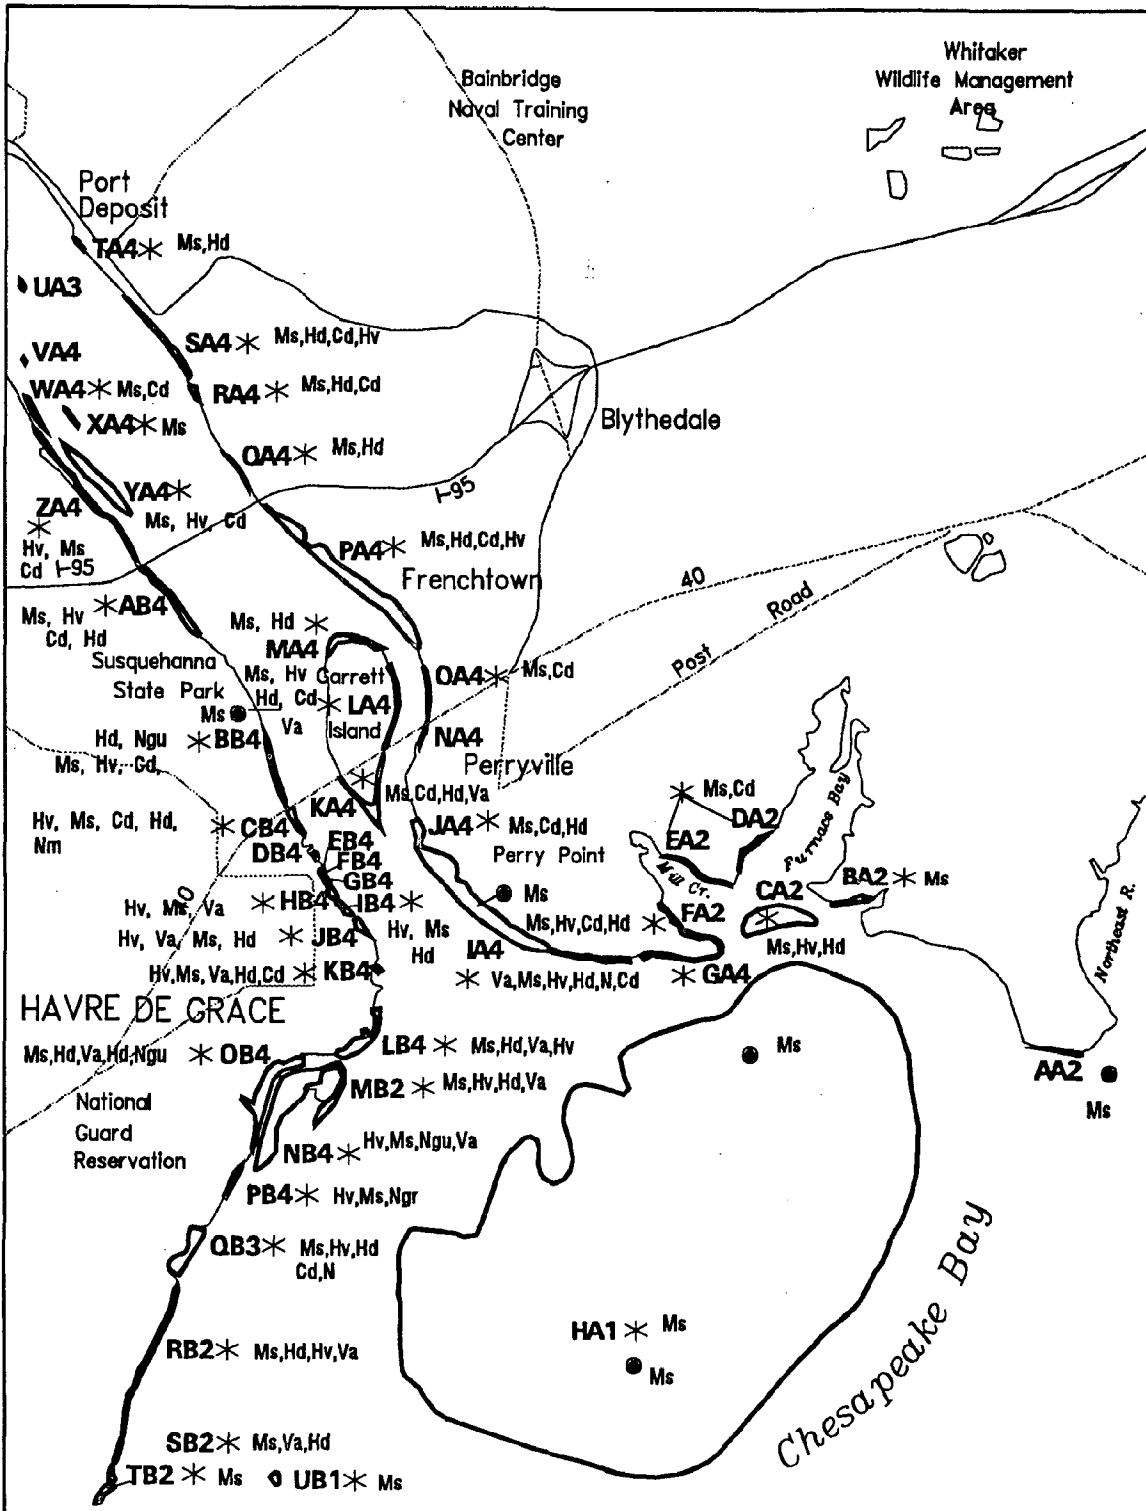 Whitaker
Wildlife Management
Area
Bainbridge
Naval Training
Center
Port
Deposit
TA4 Ms,Hd
UA3
SA4 Ms,Hd,Cd,Hv
VA4
WA4 Ms,Cd
RA4 Ms,Hd,Cd
XA4 Ms
Blythedale
QA4 Ms,Hd
I-95
YA4
Ms, Hv, Cd
ZA4
Hv, Ms
Cd I-95
PA4 Ms,Hd,Cd,Hv
Frenchtown
40
Post Road
AB4
Ms, Hv
Cd, Hd
Ms, Hd
MA4
Susquehanna
State Park
Ms, Hv Garrett
Hd, Cd LA4
Va Island
OA4 Ms,Cd
Ms
BB4
Hd, Ngu
Ms, Hv, Cd,
NA4
Perryville
Ms,Cd,Hd,Va
KA4
Ms,Cd
DA2
EA2
Furnace Bay
Hv, Ms, Cd, Hd,
Nm
CB4
DB4
EB4
FB4
GB4
JA4 Ms,Cd,Hd
Perry Point
Ms
Mill Cr.
CA2
BA2 Ms
Ms,Hv,Hd
40
Hv, Ms, Va HB4
IB4
Hv, Ms
Hd
Ms,Hv,Cd,Hd FA2
Hv, Va, Ms, Hd JB4
IA4
Va,Ms,Hv,Hd,N,Cd
GA4
Hv,Ms,Va,Hd,Cd KB4
Northeast R.
HAVRE DE GRACE
Ms,Hd,Va,Hd,Ngu OB4
LB4 Ms,Hd,Va,Hv
Ms
AA2
Ms
MB2 Ms,Hv,Hd,Va
National
Guard
Reservation
NB4 Hv,Ms,Ngu,Va
PB4 Hv,Ms,Ngr
QB3 Ms,Hv,Hd
Cd,N
HA1 Ms
Ms
RB2 Ms,Hd,Hv,Va
Chesapeake Bay
SB2 Ms,Va,Hd
TB2 Ms
UB1 Ms